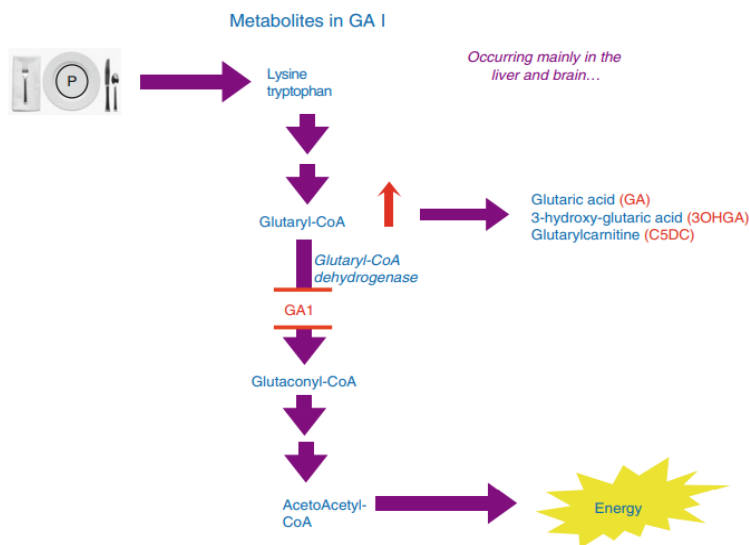 Metabolites in GA I
P
Lysine
tryptophan
Occurring mainly in the
liver and brain…
Glutaryl-CoA
Glutaric acid (GA)
3-hydroxy-glutaric acid (3OHGA)
Glutarylcarnitine (C5DC)
Glutaryl-CoA
dehydrogenase
GA1
Glutaconyl-CoA
AcetoAcetyl-
CoA
Energy